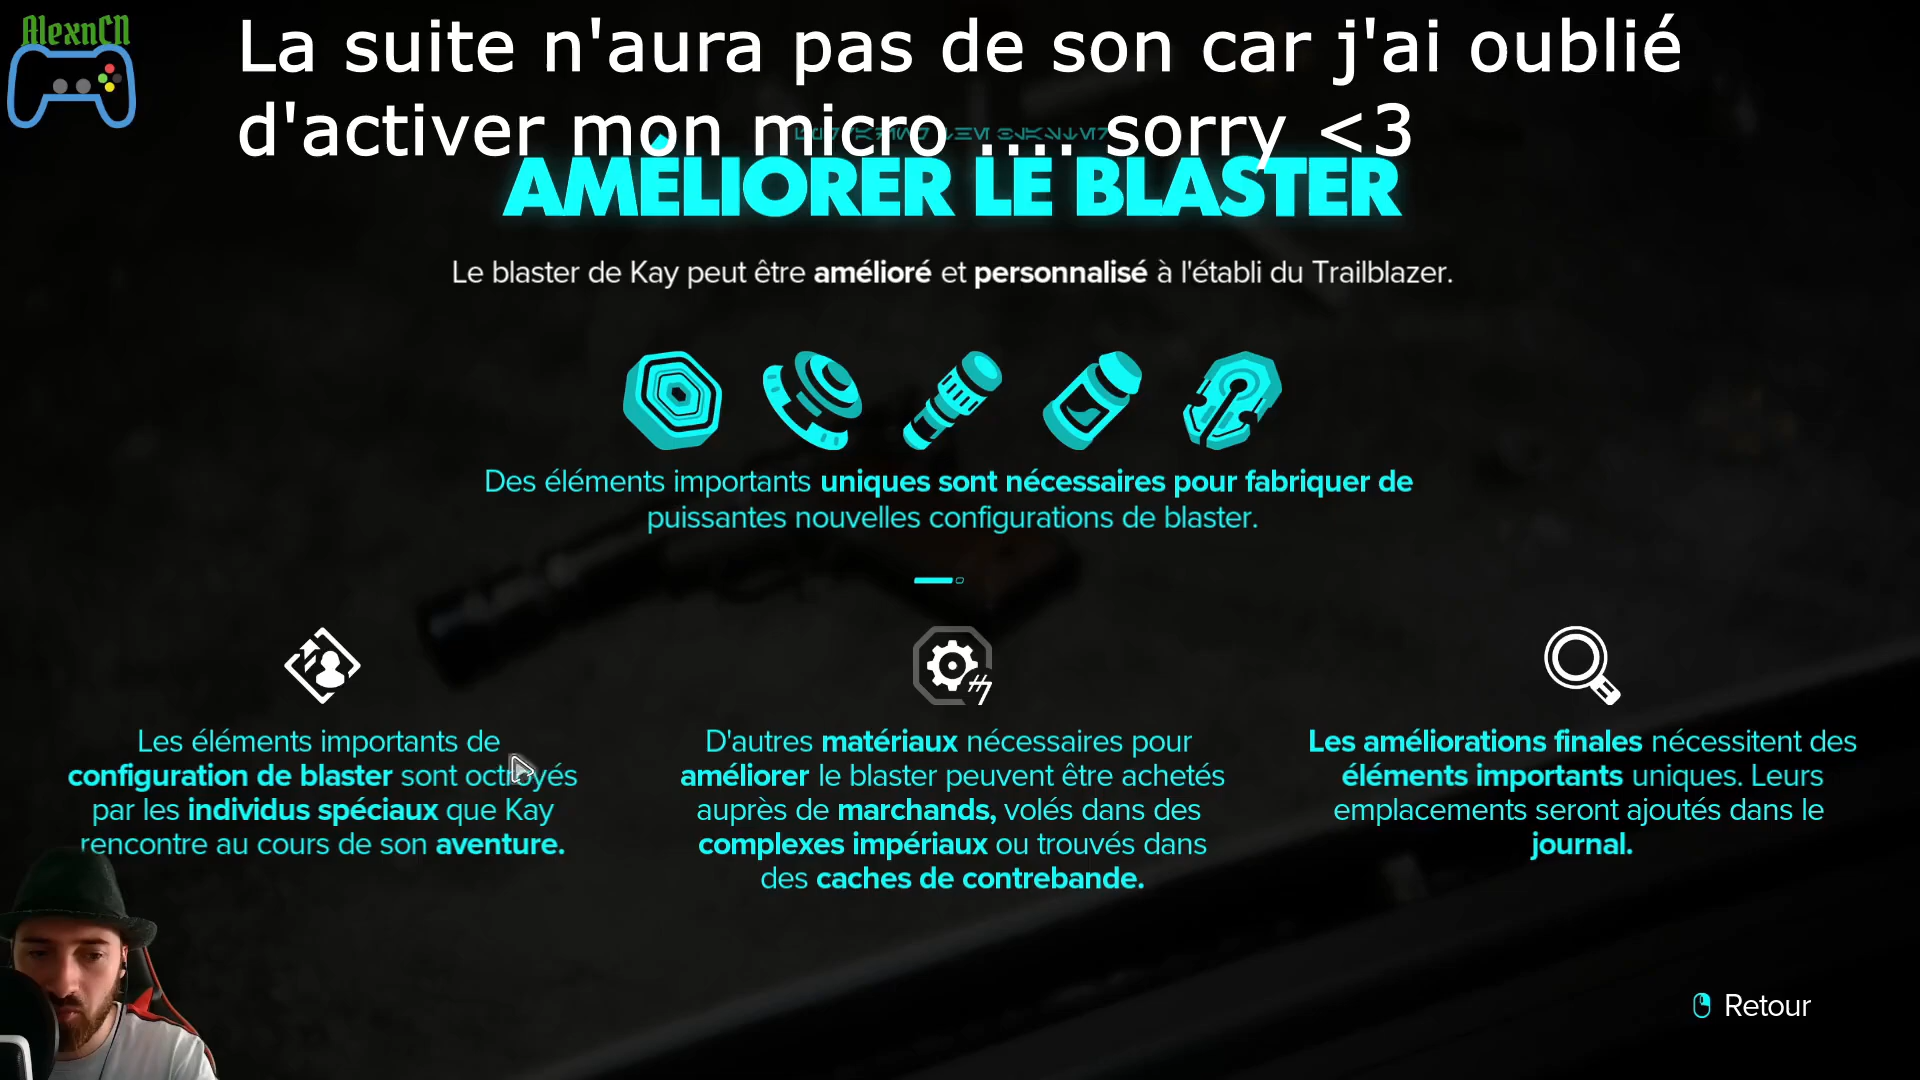 AlexnCN
La suite n'aura pas de son car j'ai oublié
d'activer mon micro .... sorry <3
AMÉLIORER LE BLASTER
Le blaster de Kay peut être amélioré et personnalisé à l'établi du Trailblazer.
Des éléments importants uniques sont nécessaires pour fabriquer de
puissantes nouvelles configurations de blaster.
Les éléments importants de
configuration de blaster sont octroyés
par les individus spéciaux que Kay
rencontre au cours de son aventure.
D'autres matériaux nécessaires pour
améliorer le blaster peuvent être achetés
auprès de marchands, volés dans des
complexes impériaux ou trouvés dans
des caches de contrebande.
Les améliorations finales nécessitent des
éléments importants uniques. Leurs
emplacements seront ajoutés dans le
journal.
Retour